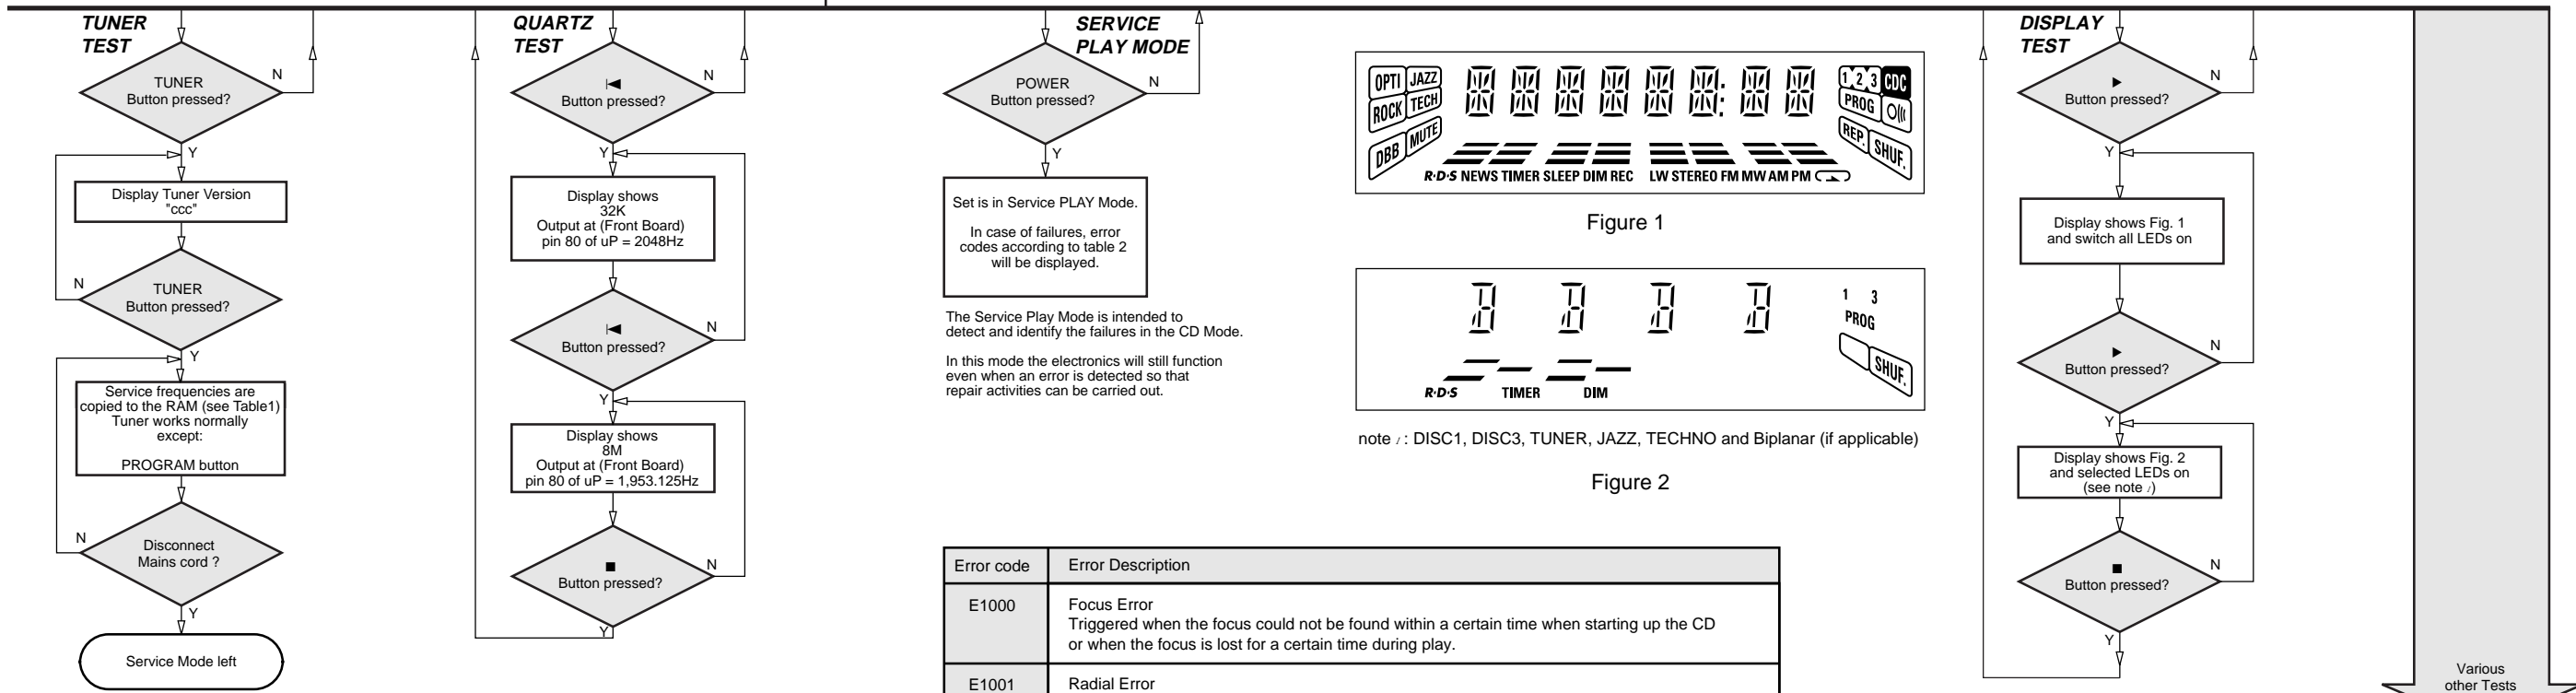 TUNER
TEST
TUNER
Button pressed?
N
Y
Display Tuner Version
"ccc"
TUNER
Button pressed?
N
Y
Service frequencies are
copied to the RAM (see Table1)
Tuner works normally
except:
PROGRAM button
Disconnect
Mains cord ?
N
Y
Service Mode left
QUARTZ
TEST
Button pressed?
N
Y
Display shows
32K
Output at (Front Board)
pin 80 of uP = 2048Hz
Button pressed?
N
Y
Display shows
8M
Output at (Front Board)
pin 80 of uP = 1,953.125Hz
Button pressed?
N
Y
SERVICE
PLAY MODE
POWER
Button pressed?
N
Y
Set is in Service PLAY Mode.
In case of failures, error
codes according to table 2
will be displayed.
The Service Play Mode is intended to
detect and identify the failures in the CD Mode.
In this mode the electronics will still function
even when an error is detected so that
repair activities can be carried out.
OPTI JAZZ
ROCK TECH
DBB MUTE
1 2 3 CDC
PROG
REP. SHUF.
R·D·S NEWS TIMER SLEEP DIM REC LW STEREO FM MW AM PM
Figure 1
1 3
PROG
SHUF.
R·D·S TIMER DIM
note 1 : DISC1, DISC3, TUNER, JAZZ, TECHNO and Biplanar (if applicable)
Figure 2
Error code Error Description
E1000 Focus Error
Triggered when the focus could not be found within a certain time when starting up the CD
or when the focus is lost for a certain time during play.
E1001 Radial Error
DISPLAY
TEST
Button pressed?
N
Y
Display shows Fig. 1
and switch all LEDs on
Button pressed?
N
Y
Display shows Fig. 2
and selected LEDs on
(see note 1)
Button pressed?
N
Y
Various
other Tests